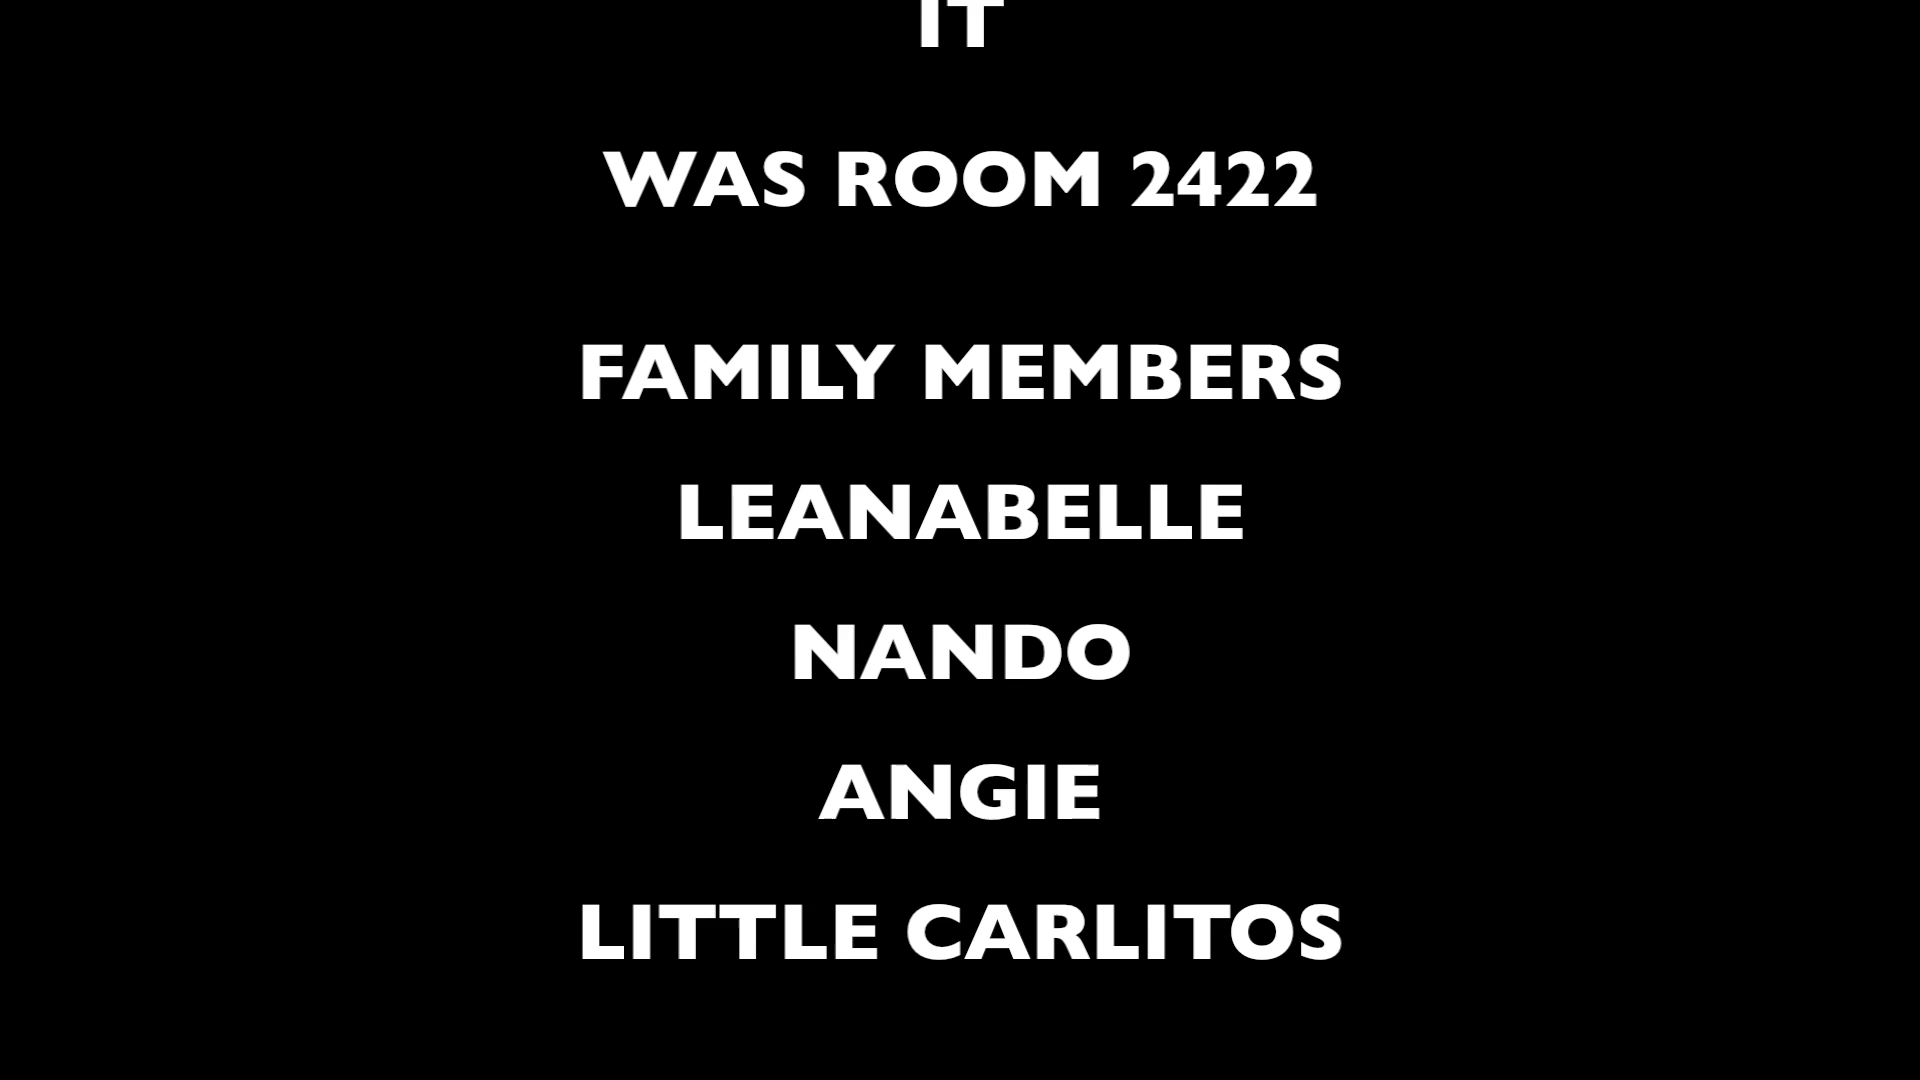 IT
WAS ROOM 2422
FAMILY MEMBERS
LEANABELLE
NANDO
ANGIE
LITTLE CARLITOS